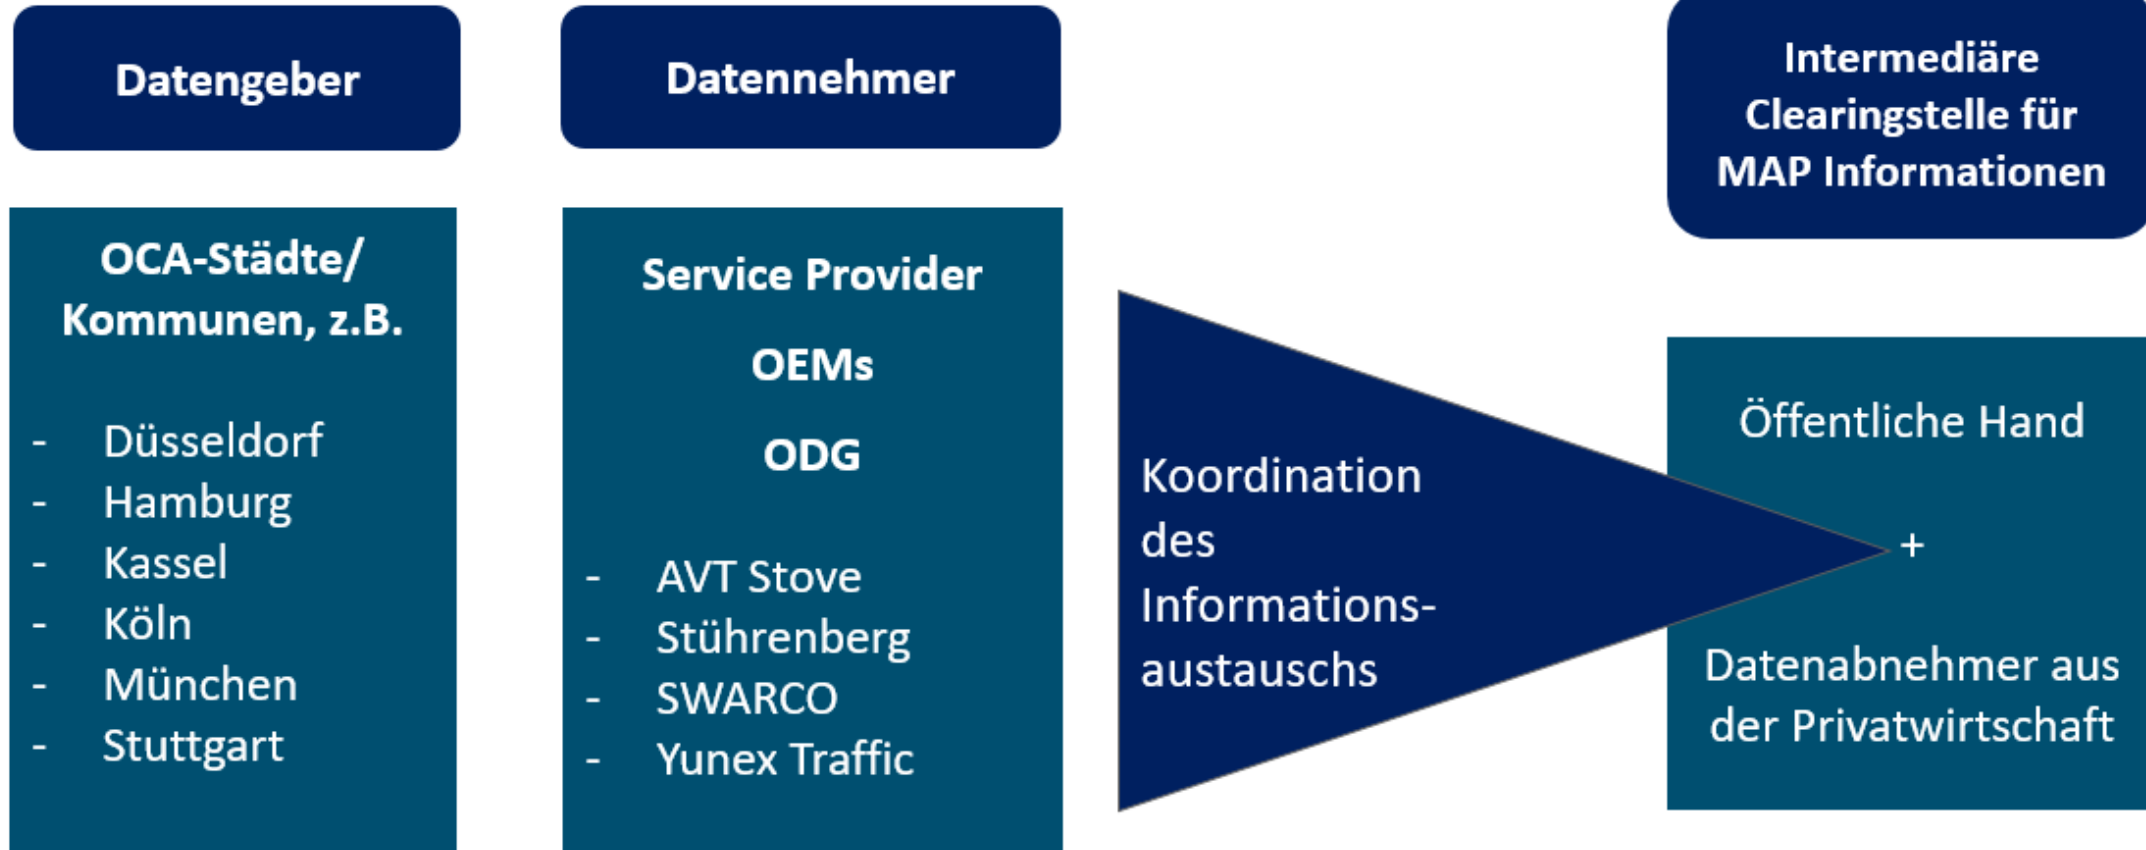 Datengeber
OCA-Städte/
Kommunen, z.B.
- Düsseldorf
- Hamburg
- Kassel
- Köln
- München
- Stuttgart
Datennehmer
Service Provider
OEMs
ODG
- AVT Stove
- Stührenberg
- SWARCO
- Yunex Traffic
Koordination
des
Informations-
austauschs
Intermediäre
Clearingstelle für
MAP Informationen
Öffentliche Hand
+
Datenabnehmer aus
der Privatwirtschaft